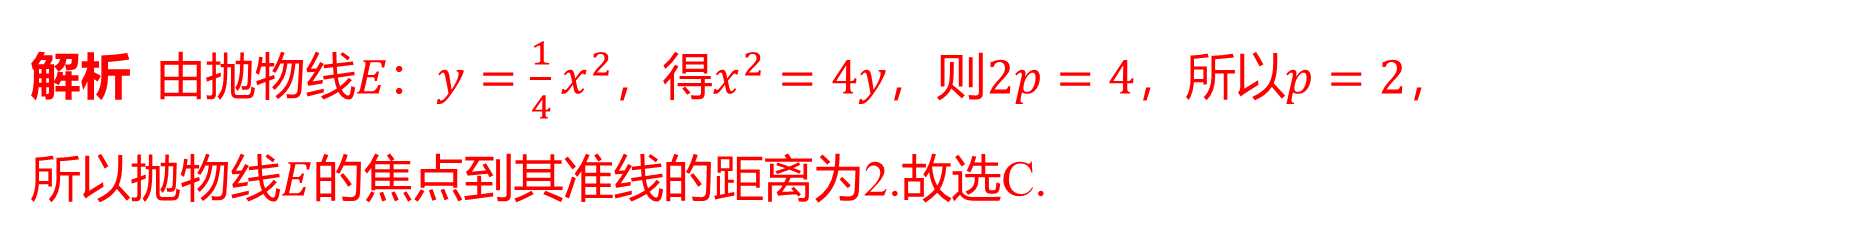 解析 由抛物线E：y = \frac{1}{4}x²，得x² = 4y，则2p = 4，所以p = 2，
所以抛物线E的焦点到其准线的距离为2.故选C.